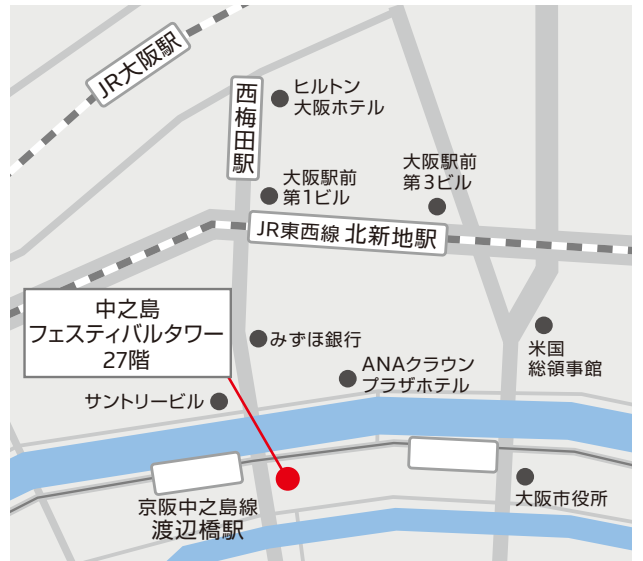 JR大阪駅
西梅田駅
ヒルトン
大阪ホテル
大阪駅前
第1ビル
大阪駅前
第3ビル
JR東西線 北新地駅
中之島
フェスティバルタワー
27階
みずほ銀行
ANAクラウン
プラザホテル
米国
総領事館
サントリービル
京阪中之島線
渡辺橋駅
大阪市役所